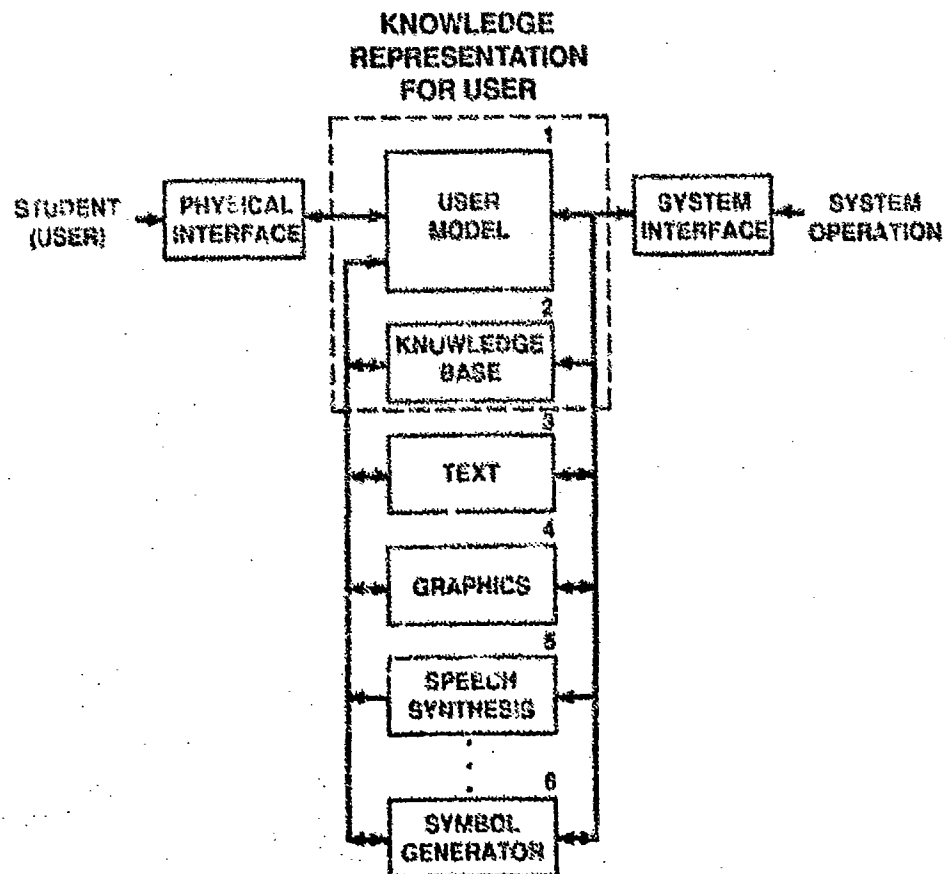 KNOWLEDGE
REPRESENTATION
FOR USER
1
STUDENT
(USER)
PHYSICAL
INTERFACE
USER
MODEL
SYSTEM
INTERFACE
SYSTEM
OPERATION
2
KNOWLEDGE
BASE
3
TEXT
4
GRAPHICS
5
SPEECH
SYNTHESIS
6
SYMBOL
GENERATOR